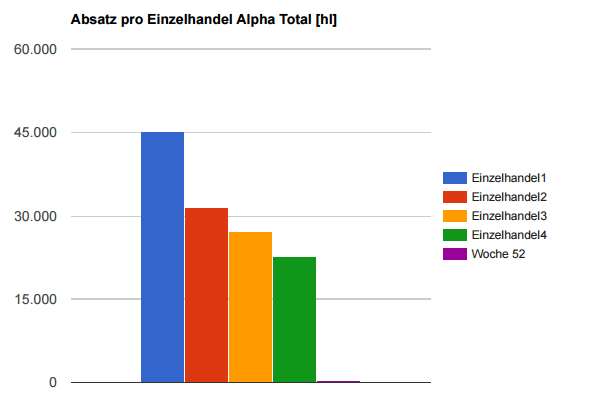 Absatz pro Einzelhandel Alpha Total [hl]
60.000
45.000
30.000
15.000
0
Einzelhandel1
Einzelhandel2
Einzelhandel3
Einzelhandel4
Woche 52